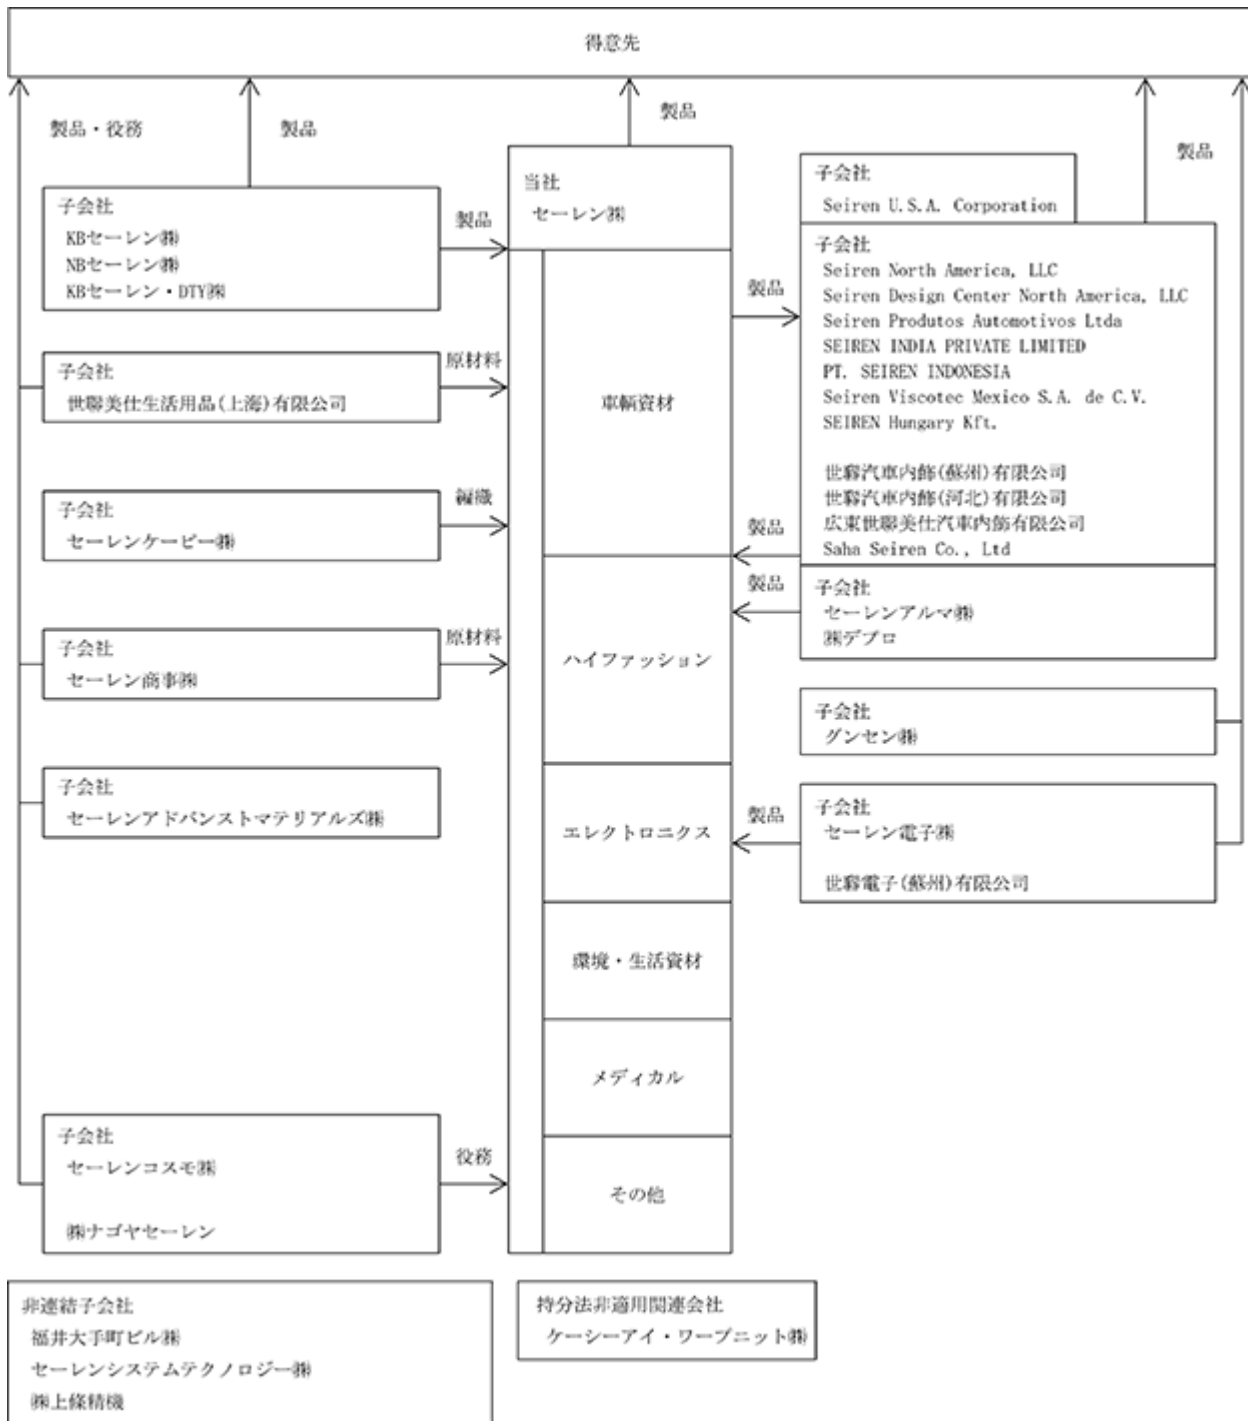 得意先
製品・役務
製品
製品
製品
子会社
KBセーレン㈱
NBセーレン㈱
KBセーレン・DTY㈱
製品
子会社
世聯美仕生活用品(上海)有限公司
原材料
子会社
セーレンケーピー㈱
編織
子会社
セーレン商事㈱
原材料
子会社
セーレンアドバンストマテリアルズ㈱
子会社
セーレンコスモ㈱
㈱ナゴヤセーレン
役務
当社
セーレン㈱
車輌資材
ハイファッション
エレクトロニクス
環境・生活資材
メディカル
その他
子会社
Seiren U.S.A. Corporation
製品
子会社
Seiren North America, LLC
Seiren Design Center North America, LLC
Seiren Produtos Automotivos Ltda
SEIREN INDIA PRIVATE LIMITED
PT. SEIREN INDONESIA
Seiren Viscotec Mexico S.A. de C.V.
SEIREN Hungary Kft.
世聯汽車内飾(蘇州)有限公司
世聯汽車内飾(河北)有限公司
広東世聯美仕汽車内飾有限公司
Saha Seiren Co., Ltd
製品
製品
子会社
セーレンアルマ㈱
㈱デプロ
子会社
グンセン㈱
製品
子会社
セーレン電子㈱
世聯電子(蘇州)有限公司
非連結子会社
福井大手町ビル㈱
セーレンシステムテクノロジー㈱
㈱上條精機
持分法非適用関連会社
ケーシーアイ・ワープニット㈱